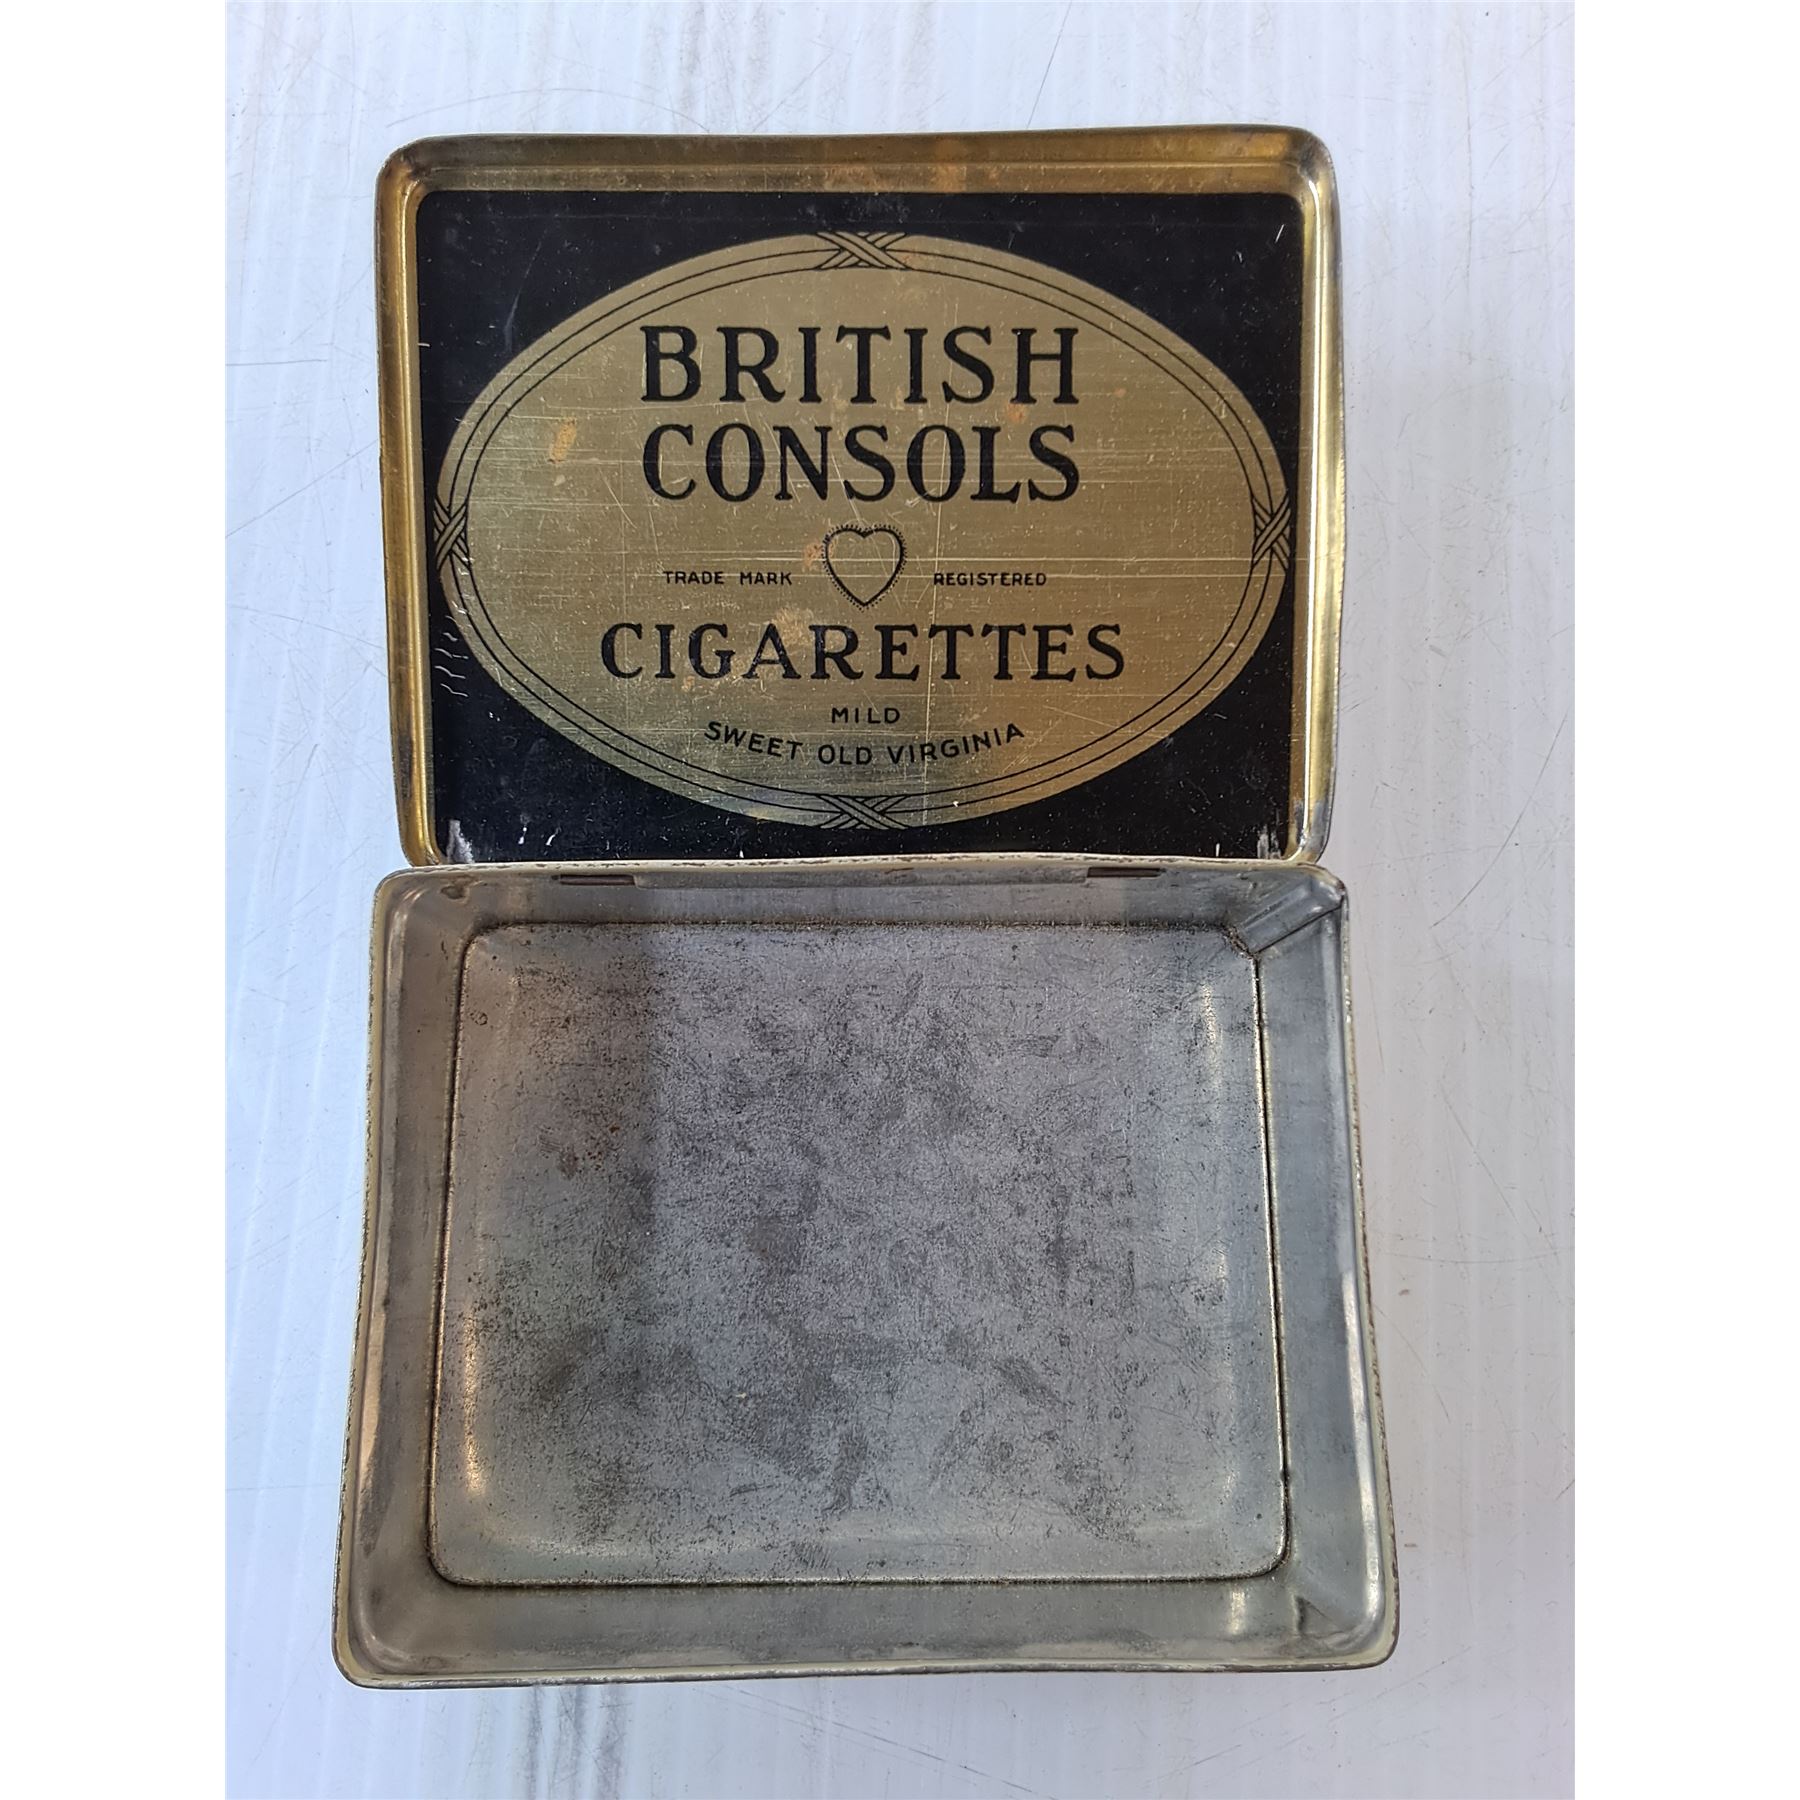 BRITISH
CONSOLS
TRADE MARK REGISTERED
CIGARETTES
MILD
SWEET OLD VIRGINIA